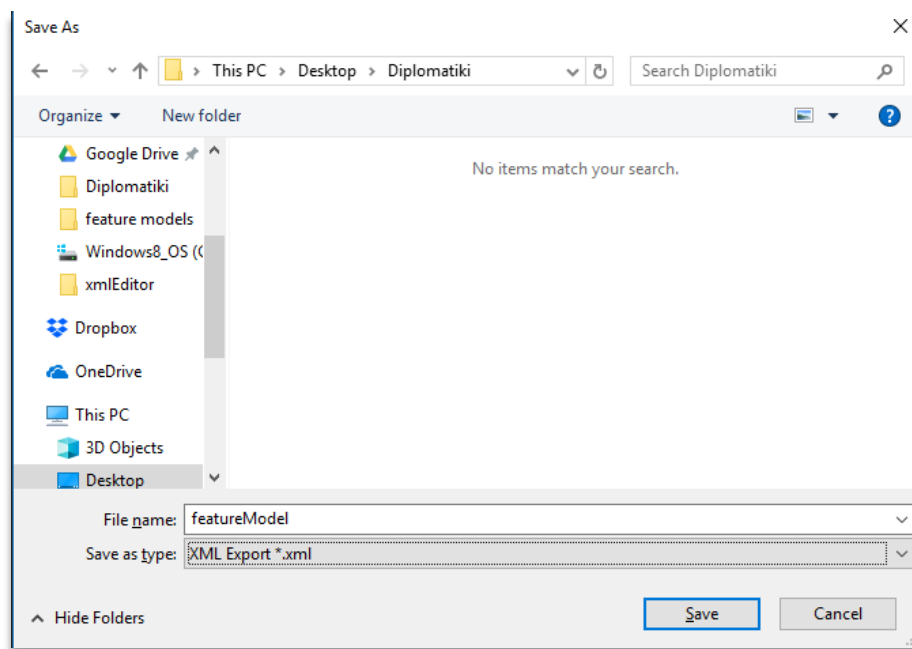 Save As
This PC > Desktop > Diplomatiki
Search Diplomatiki
Organize
New folder
Google Drive
Diplomatiki
feature models
Windows8_OS (
xmlEditor
Dropbox
OneDrive
This PC
3D Objects
Desktop
No items match your search.
File name: featureModel
Save as type: XML Export *.xml
Hide Folders
Save
Cancel